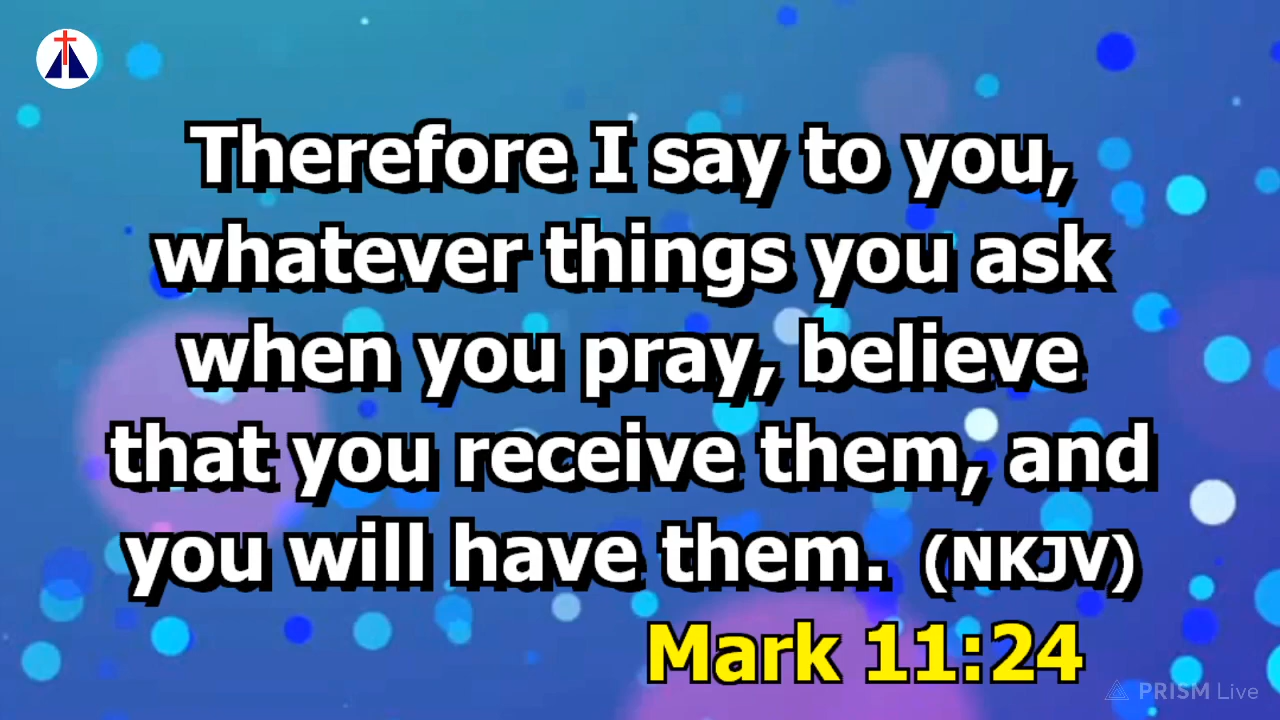 Therefore I say to you,
whatever things you ask
when you pray, believe
that you receive them, and
you will have them. (NKJV)
Mark 11:24
PRISM Live